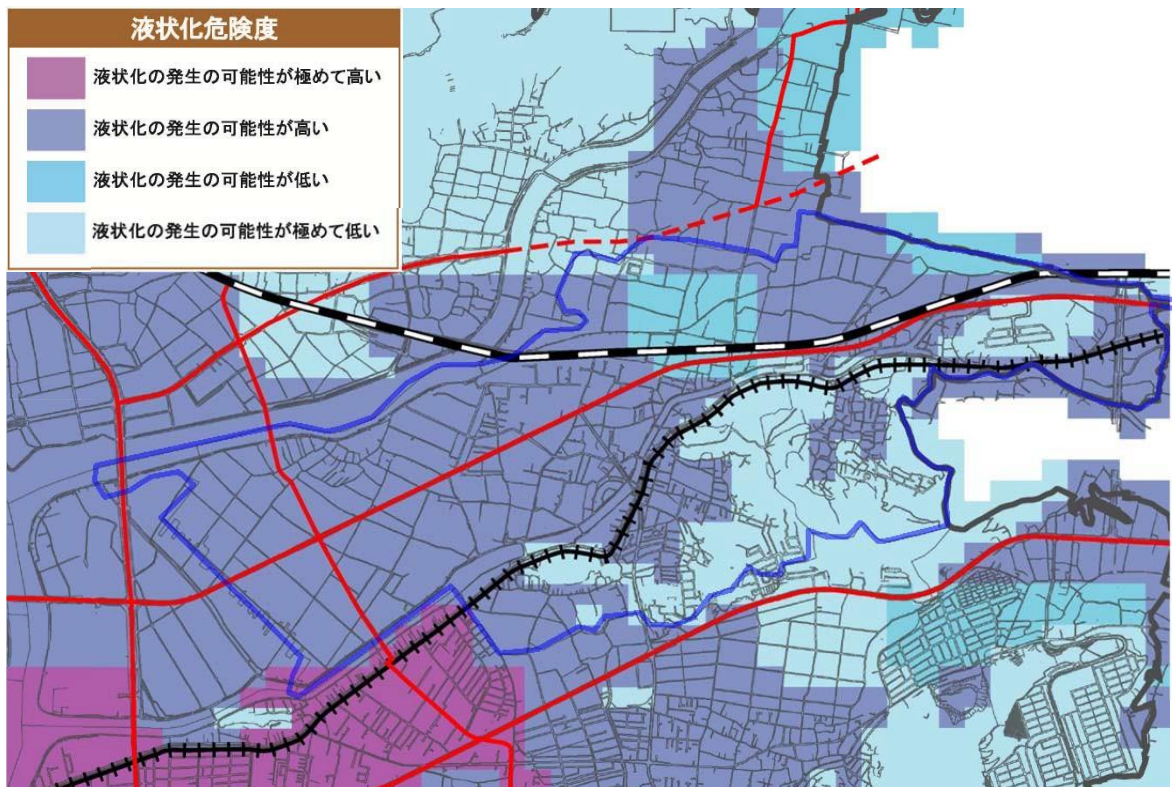 液状化危険度
液状化の発生の可能性が極めて高い
液状化の発生の可能性が高い
液状化の発生の可能性が低い
液状化の発生の可能性が極めて低い